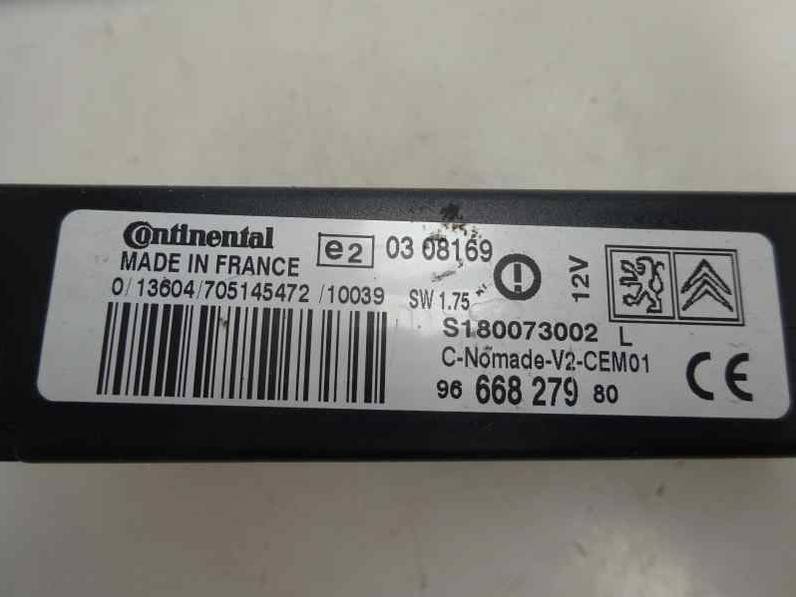 Continental
MADE IN FRANCE
e2 03 08169
0/13604/705145472/10039
SW 1.75
12V
S180073002 L
C-Nomade-V2-CEM01
96 668 279 80
CE